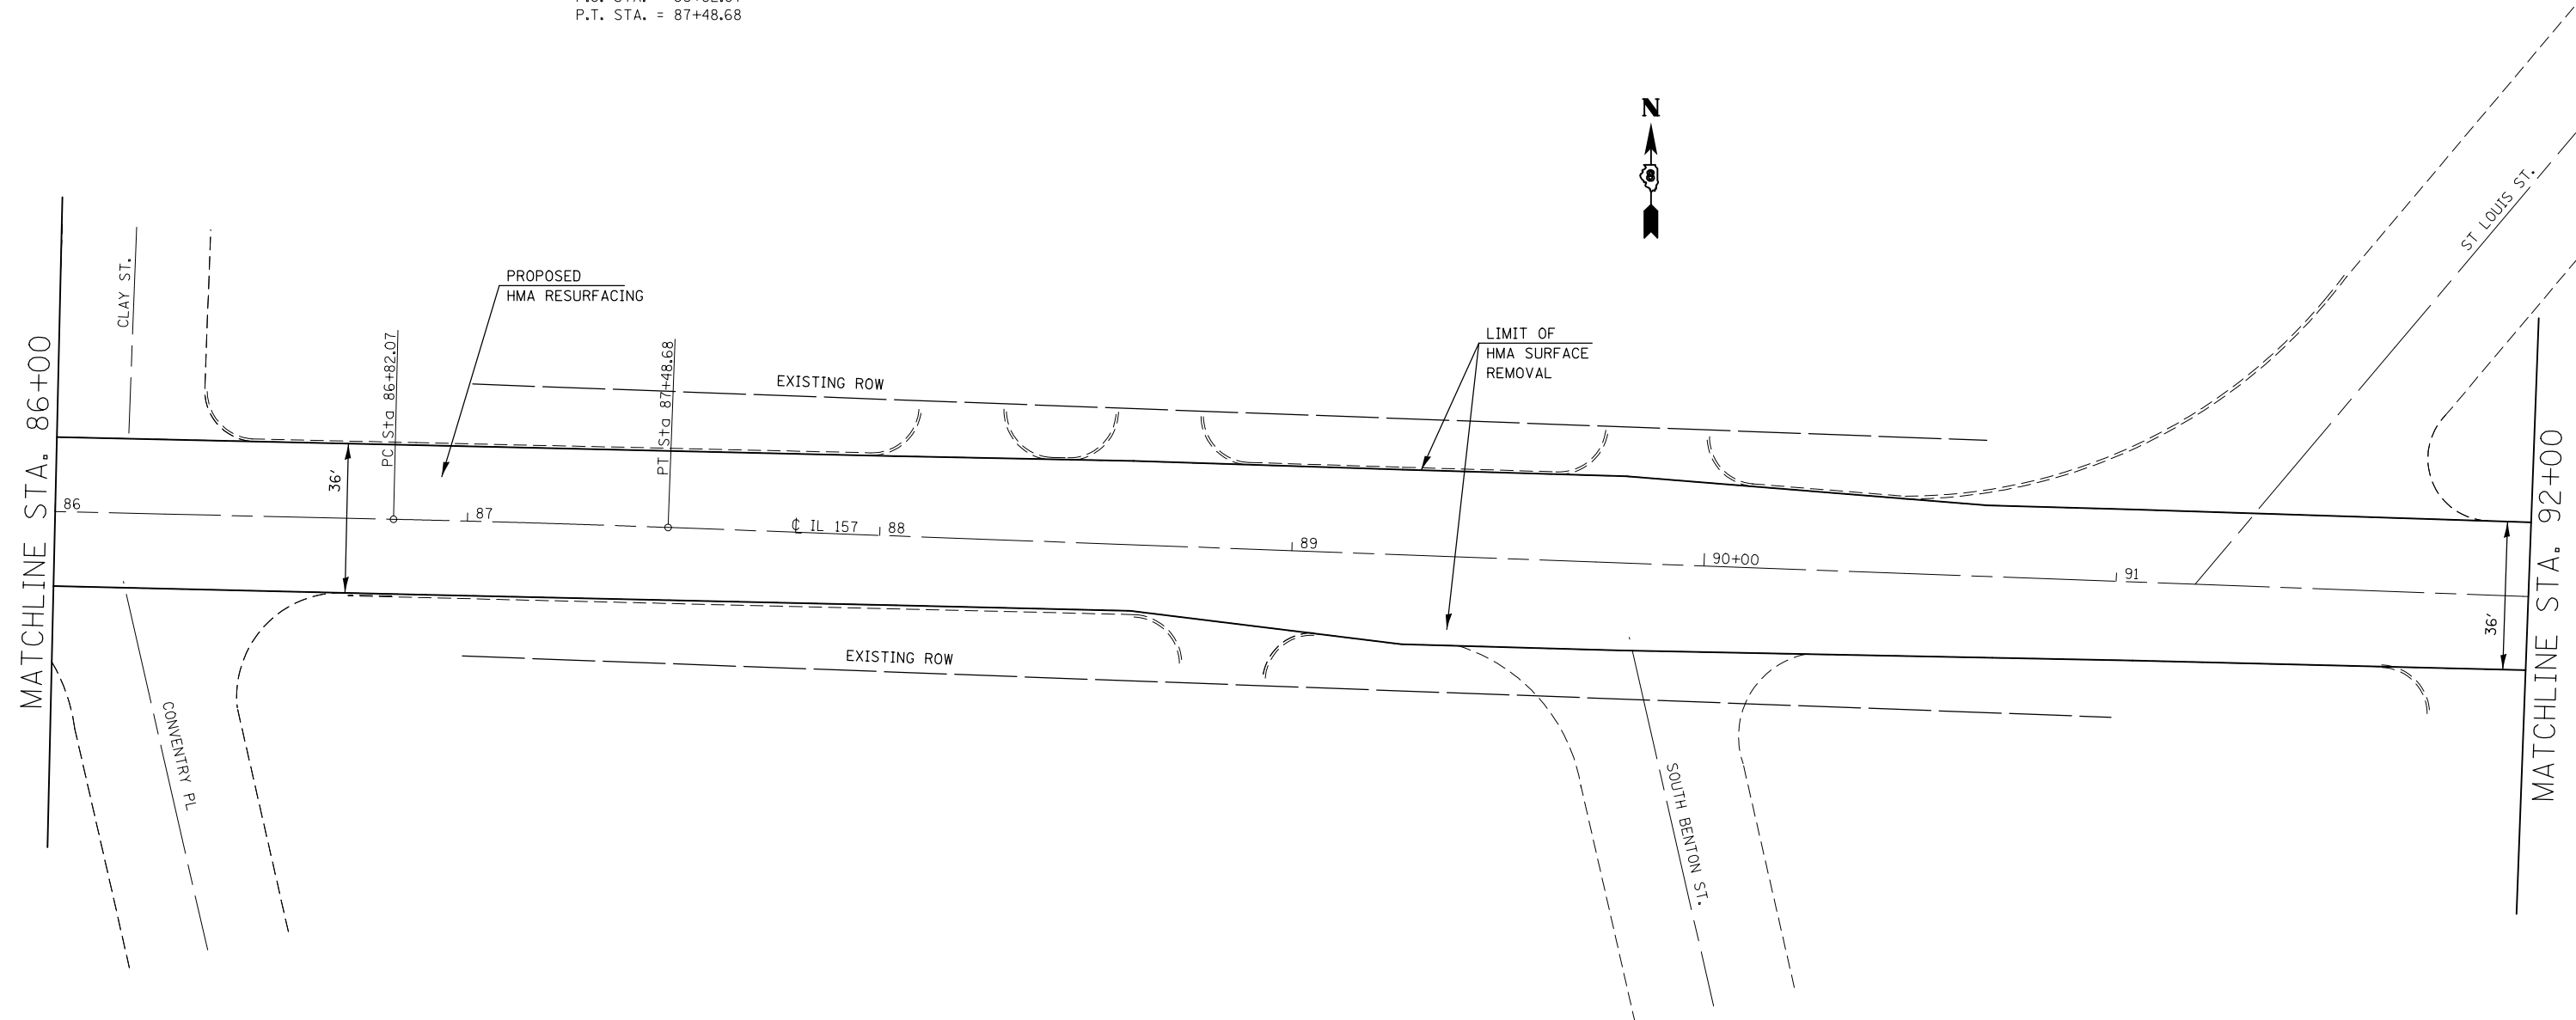 P.T. STA. = 87+48.68
N
8
CLAY ST.
PROPOSED
HMA RESURFACING
ST LOUIS ST.
MATCHLINE STA. 86+00
PC Sta 86+82.07
PT Sta 87+48.68
LIMIT OF
HMA SURFACE
REMOVAL
EXISTING ROW
36'
86
87
℄ IL 157
88
89
90+00
91
36'
MATCHLINE STA. 92+00
EXISTING ROW
CONVENTRY PL
SOUTH BENTON ST.